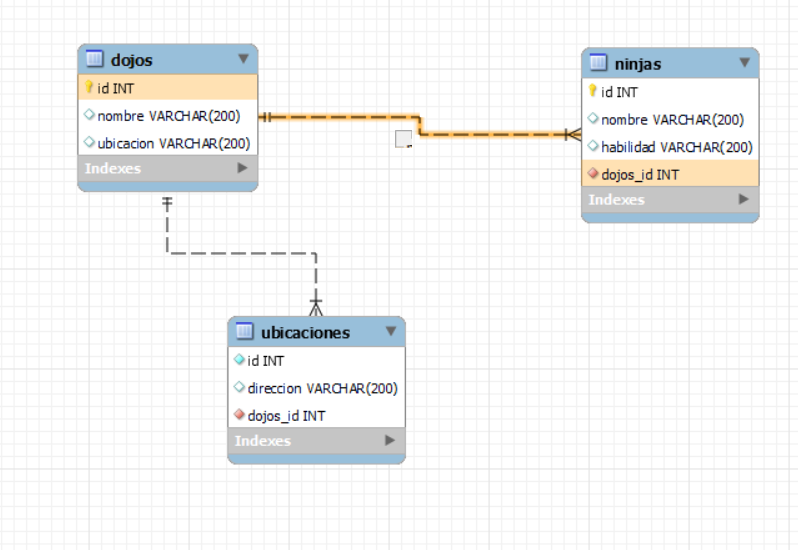 dojos
id INT
nombre VARCHAR(200)
ubicacion VARCHAR(200)
Indexes
ninjas
id INT
nombre VARCHAR(200)
habilidad VARCHAR(200)
dojos_id INT
Indexes
ubicaciones
id INT
direccion VARCHAR(200)
dojos_id INT
Indexes